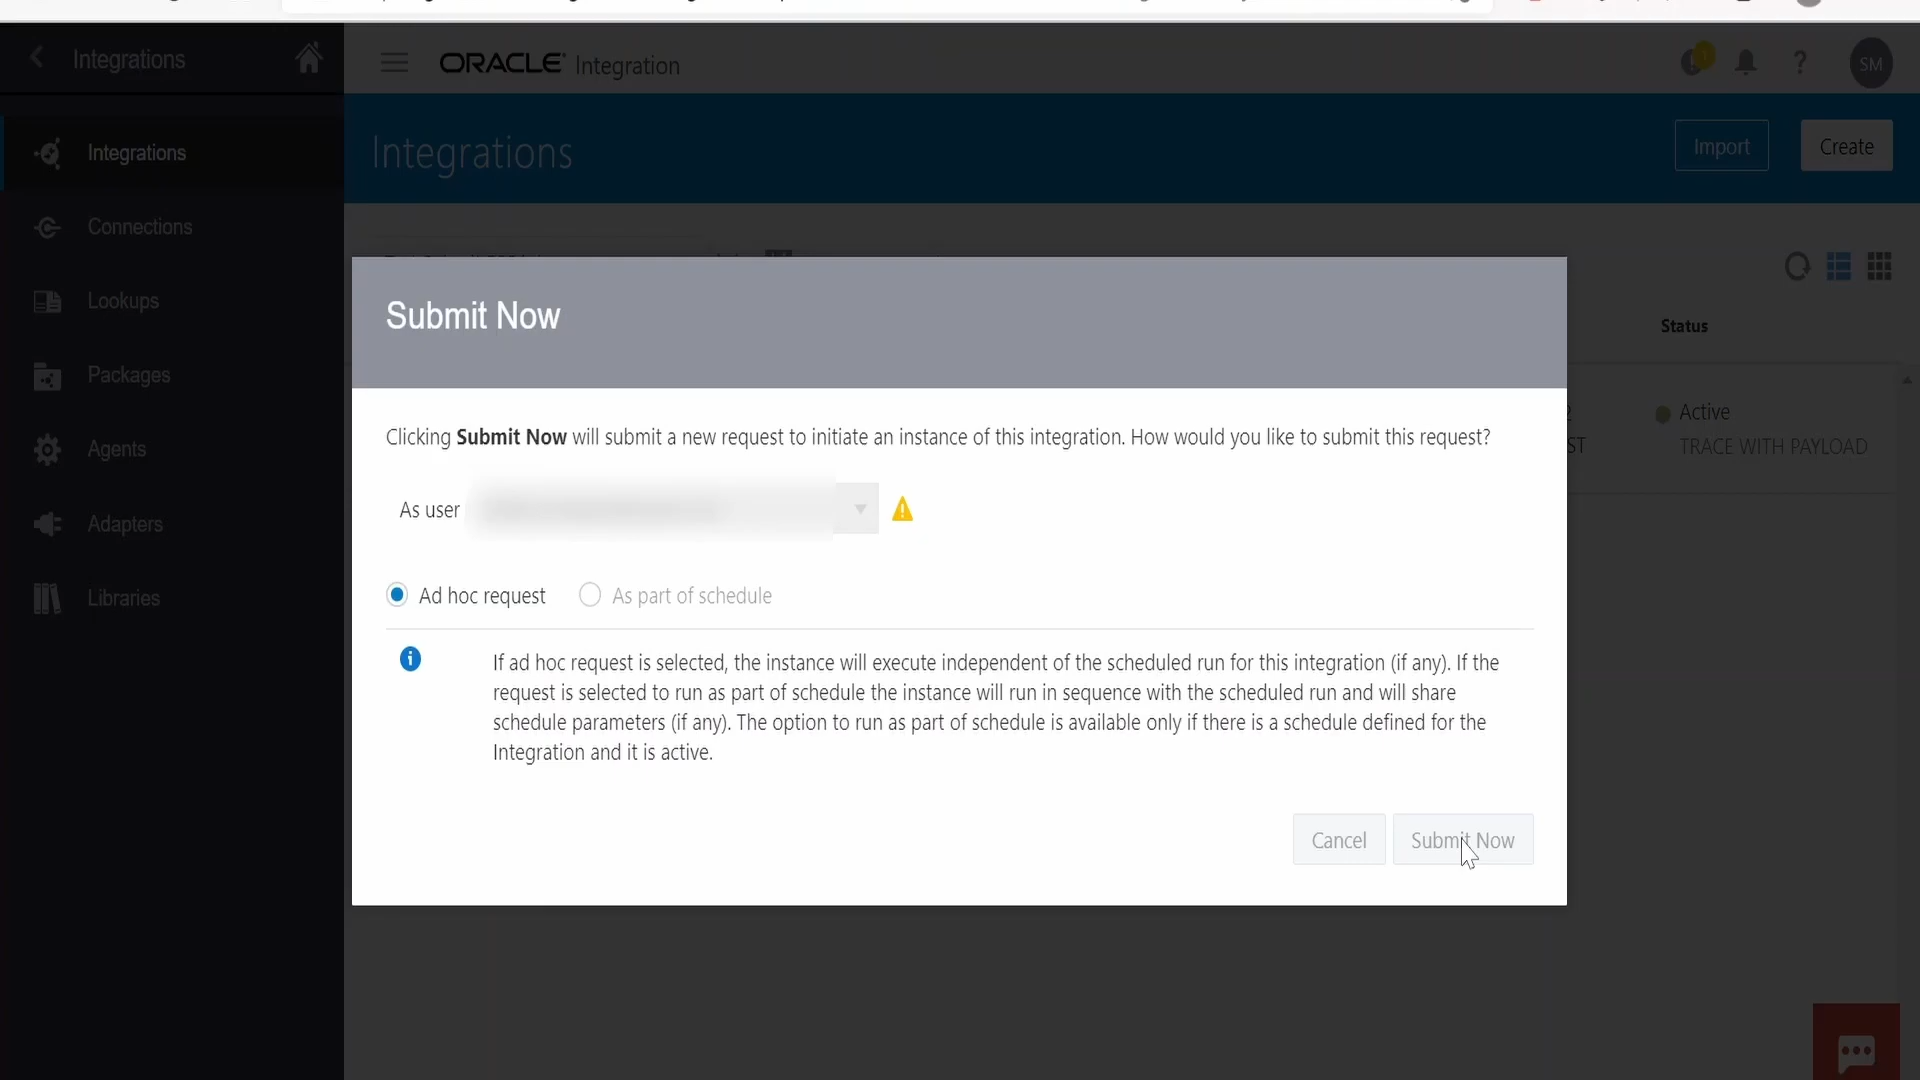 Integrations
ORACLE Integration
1
?
SM
Integrations
Integrations
Import
Create
Connections
Lookups
Status
Submit Now
Packages
Active
ST
TRACE WITH PAYLOAD
Clicking Submit Now will submit a new request to initiate an instance of this integration. How would you like to submit this request?
Agents
As user
Adapters
Ad hoc request
As part of schedule
Libraries
If ad hoc request is selected, the instance will execute independent of the scheduled run for this integration (if any). If the
request is selected to run as part of schedule the instance will run in sequence with the scheduled run and will share
schedule parameters (if any). The option to run as part of schedule is available only if there is a schedule defined for the
Integration and it is active.
Cancel
Submit Now